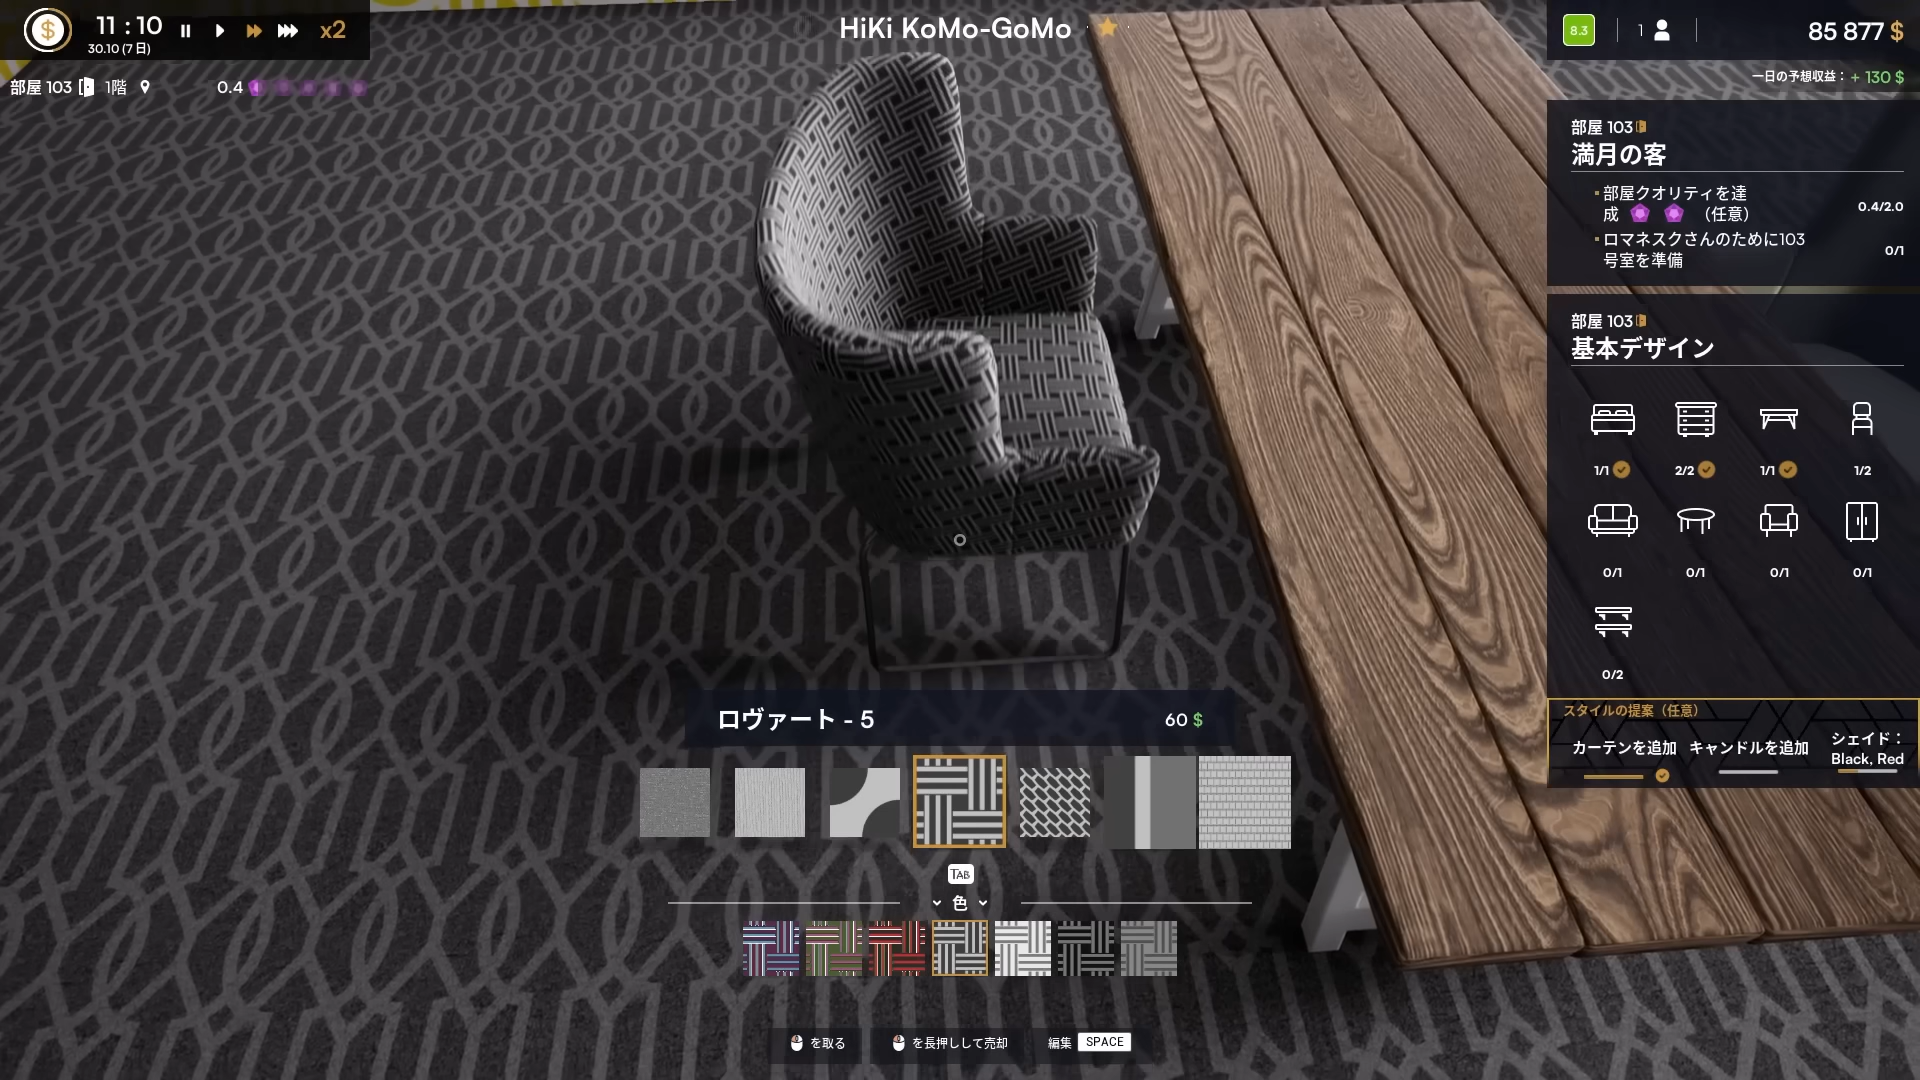 11 : 10
x2
30.10 (7 日)
部屋 103 1階
0.4
HiKi KoMo-GoMo
8.3
1
85 877 $
一日の予想収益： + 130 $
部屋 103
満月の客
部屋クオリティを達
成 （任意）
0.4/2.0
ロマネスクさんのために103
号室を準備
0/1
部屋 103
基本デザイン
1/1 2/2 1/1 1/2
0/1 0/1 0/1 0/1
0/2
スタイルの提案（任意）
カーテンを追加
キャンドルを追加
シェイド：
Black, Red
ロヴァート - 5
60 $
TAB
色
を取る
を長押しして売却
編集 SPACE